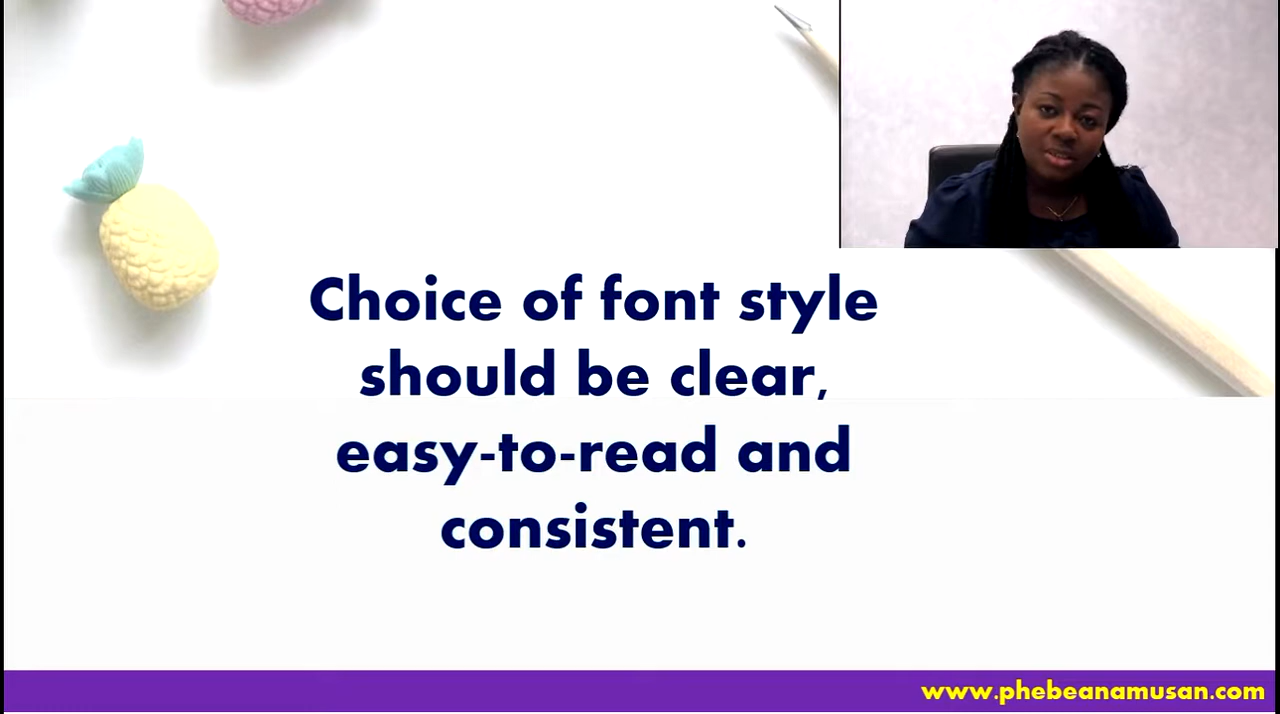 Choice of font style
should be clear,
easy-to-read and
consistent.
www.phebeanamusan.com